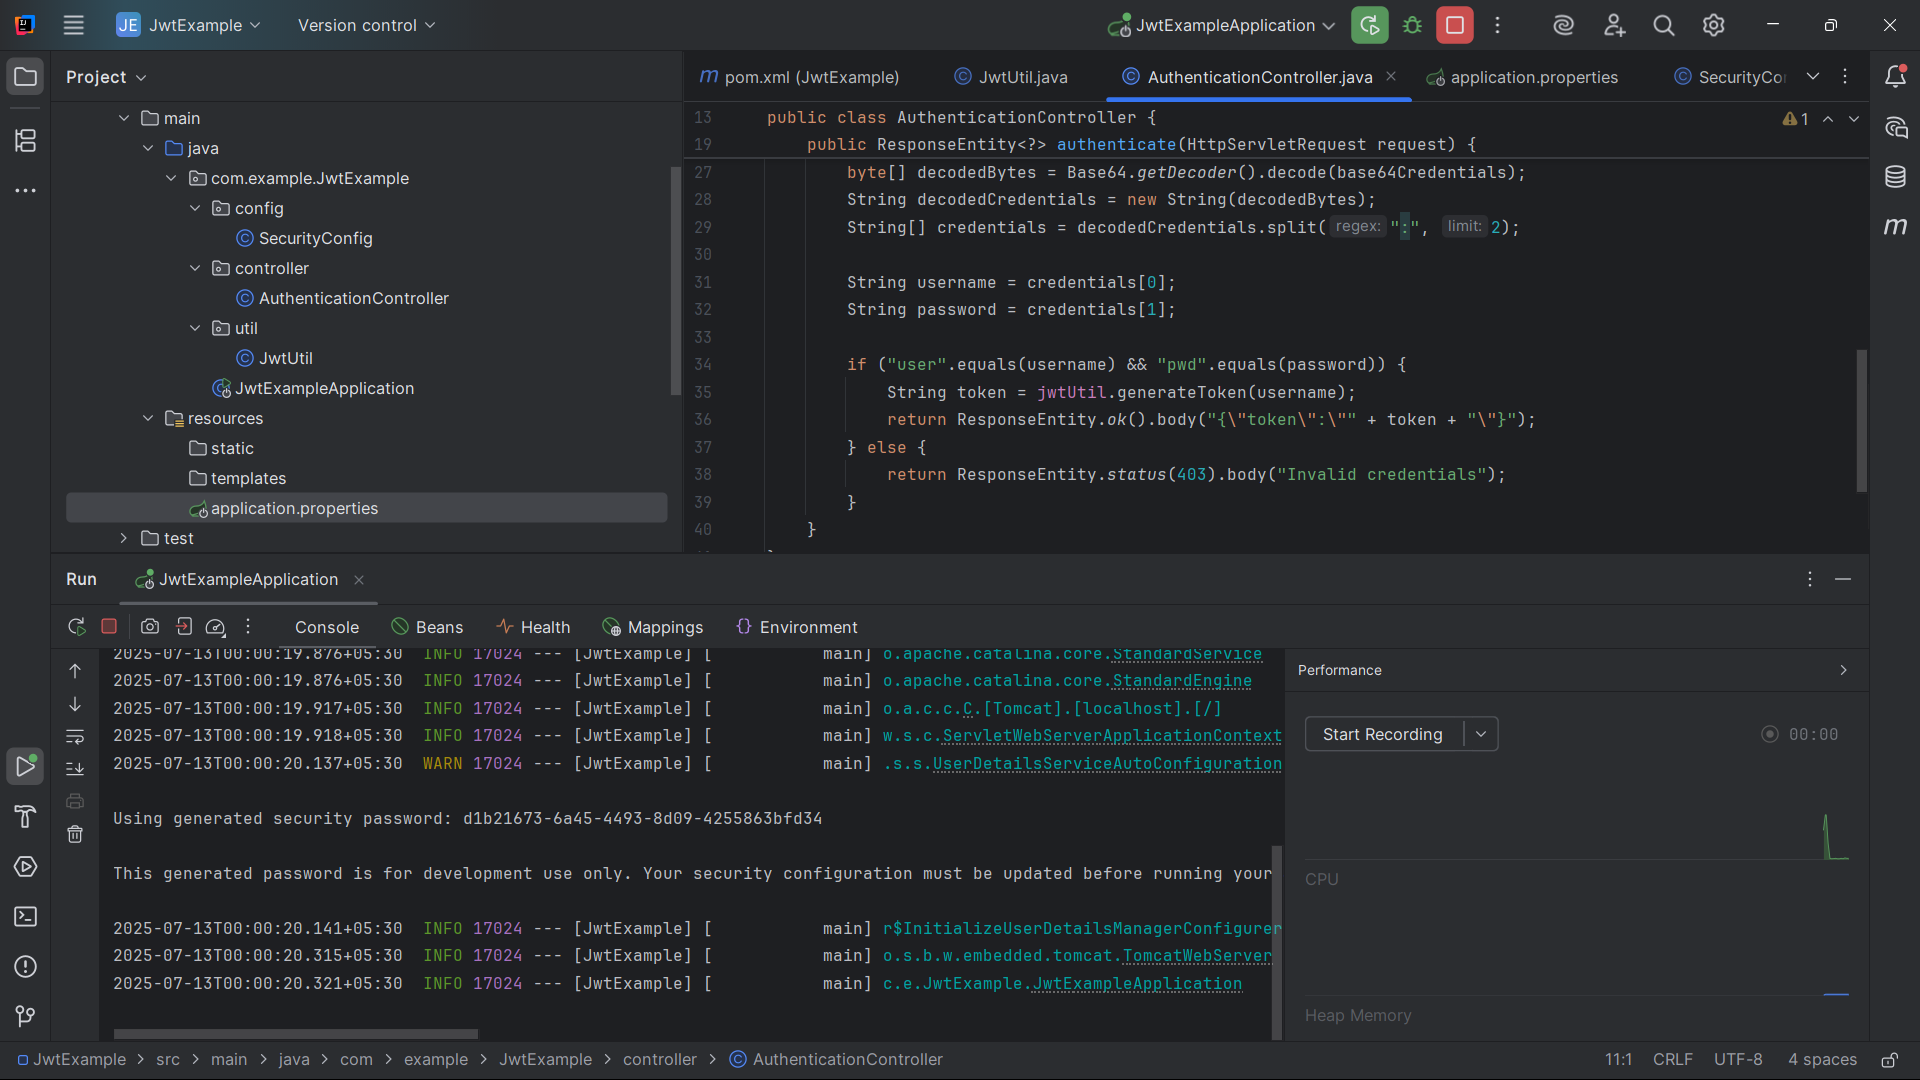 JE JwtExample Version control JwtExampleApplication
Project
main
java
com.example.JwtExample
config
SecurityConfig
controller
AuthenticationController
util
JwtUtil
JwtExampleApplication
resources
static
templates
application.properties
test
m pom.xml (JwtExample) JwtUtil.java AuthenticationController.java application.properties
13 public class AuthenticationController {
1
19 public ResponseEntity<?> authenticate(HttpServletRequest request) {
27 byte[] decodedBytes = Base64.getDecoder().decode(base64Credentials);
28 String decodedCredentials = new String(decodedBytes);
29 String[] credentials = decodedCredentials.split( regex: ":", limit: 2);
30
31 String username = credentials[0];
32 String password = credentials[1];
33
34 if ("user".equals(username) && "pwd".equals(password)) {
35 String token = jwtUtil.generateToken(username);
36 return ResponseEntity.ok().body("{\"token\":\"" + token + "\"}");
37 } else {
38 return ResponseEntity.status(403).body("Invalid credentials");
39 }
40 }
Run JwtExampleApplication
Console Beans Health Mappings Environment
2025-07-13T00:00:19.876+05:30 INFO 17024 --- [JwtExample] [ main] o.apache.catalina.core.StandardService
2025-07-13T00:00:19.876+05:30 INFO 17024 --- [JwtExample] [ main] o.apache.catalina.core.StandardEngine
2025-07-13T00:00:19.917+05:30 INFO 17024 --- [JwtExample] [ main] o.a.c.c.C.[Tomcat].[localhost].[/]
2025-07-13T00:00:19.918+05:30 INFO 17024 --- [JwtExample] [ main] w.s.c.ServletWebServerApplicationContext
2025-07-13T00:00:20.137+05:30 WARN 17024 --- [JwtExample] [ main] .s.s.UserDetailsServiceAutoConfiguration
Using generated security password: d1b21673-6a45-4493-8d09-4255863bfd34
This generated password is for development use only. Your security configuration must be updated before running your
2025-07-13T00:00:20.141+05:30 INFO 17024 --- [JwtExample] [ main] r$InitializeUserDetailsManagerConfigurer
2025-07-13T00:00:20.315+05:30 INFO 17024 --- [JwtExample] [ main] o.s.b.w.embedded.tomcat.TomcatWebServer
2025-07-13T00:00:20.321+05:30 INFO 17024 --- [JwtExample] [ main] c.e.JwtExample.JwtExampleApplication
Performance
Start Recording 00:00
CPU
Heap Memory
JwtExample > src > main > java > com > example > JwtExample > controller > AuthenticationController
11:1 CRLF UTF-8 4 spaces